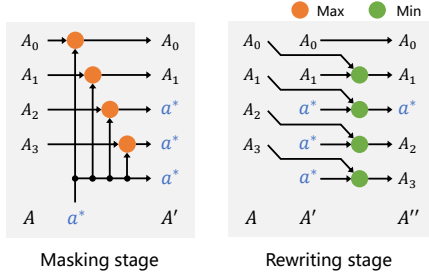 Max Min
A₀ A₀ A₀ A₀ A₀
A₁ A₁ A₁ A₁ A₁
A₂ a* A₂ a* a*
A₃ a* A₃ a* A₂
a* a* A₃
A a* A′ A A′ A′′
Masking stage Rewriting stage